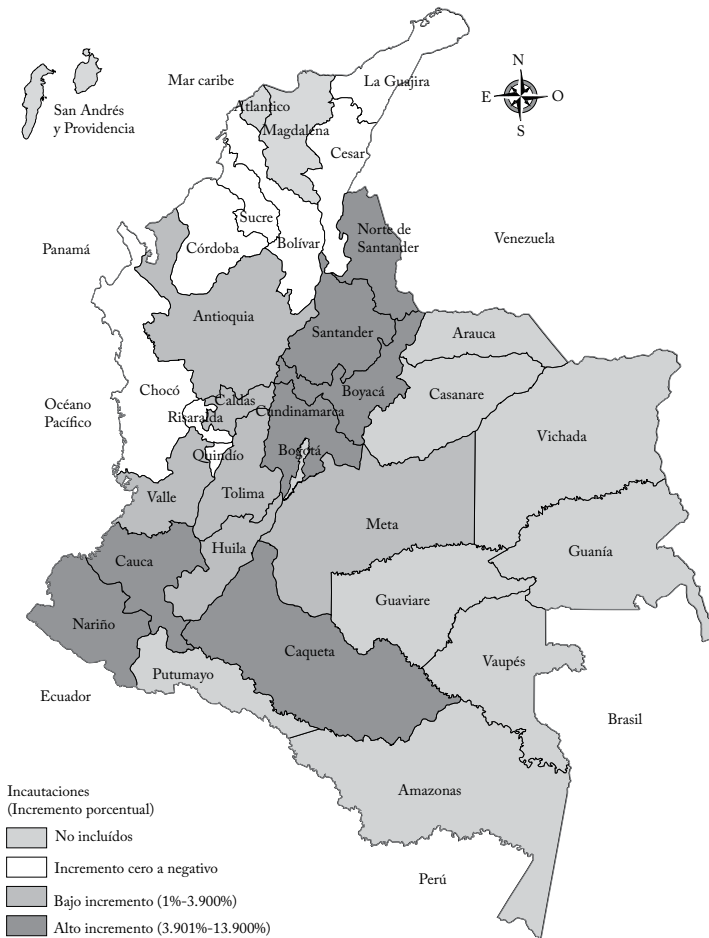 N
E
O
S
Mar caribe
La Guajira
San Andrés
y Providencia
Atlantico
Magdalena
Cesar
Sucre
Norte de
Santander
Venezuela
Panamá
Córdoba
Bolívar
Antioquia
Santander
Arauca
Chocó
Boyacá
Casanare
Océano
Pacífico
Caldas
Risaralda
Cundinamarca
Vichada
Quindío
Bogotá
Valle
Tolima
Meta
Huila
Guanía
Cauca
Guaviare
Nariño
Caqueta
Vaupés
Putumayo
Ecuador
Brasil
Amazonas
Perú
Incautaciones
(Incremento porcentual)
No incluídos
Incremento cero a negativo
Bajo incremento (1%-3.900%)
Alto incremento (3.901%-13.900%)